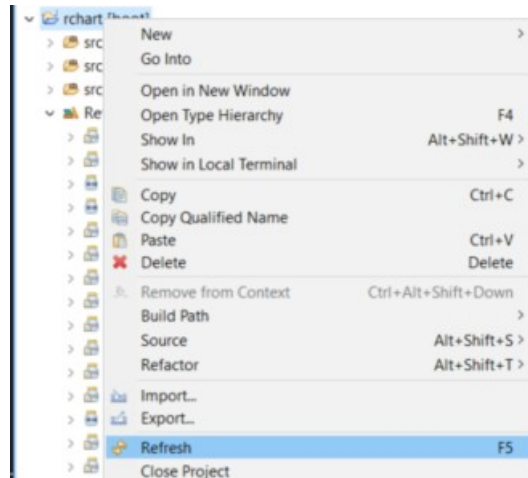 rchart [boot]
src
src
src
Re
New
Go Into
Open in New Window
Open Type Hierarchy F4
Show In Alt+Shift+W >
Show in Local Terminal
Copy Ctrl+C
Copy Qualified Name
Paste Ctrl+V
Delete Delete
Remove from Context Ctrl+Alt+Shift+Down
Build Path
Source Alt+Shift+S >
Refactor Alt+Shift+T >
Import...
Export...
Refresh F5
Close Project